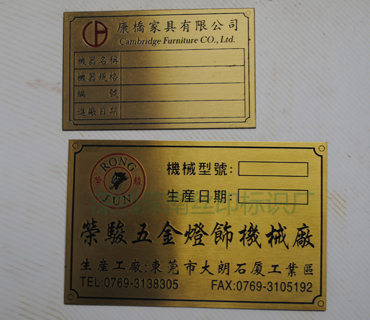 康橋家具有限公司
Cambridge Furniture CO., Ltd.
機器名稱
機器規格
編號
進廠日期
RONG
JUN
機械型號:
生產日期:
榮駿五金燈飾機械廠
生產工廠:東莞市大朗石厦工業區
TEL:0769-3138305 FAX:0769-3105192